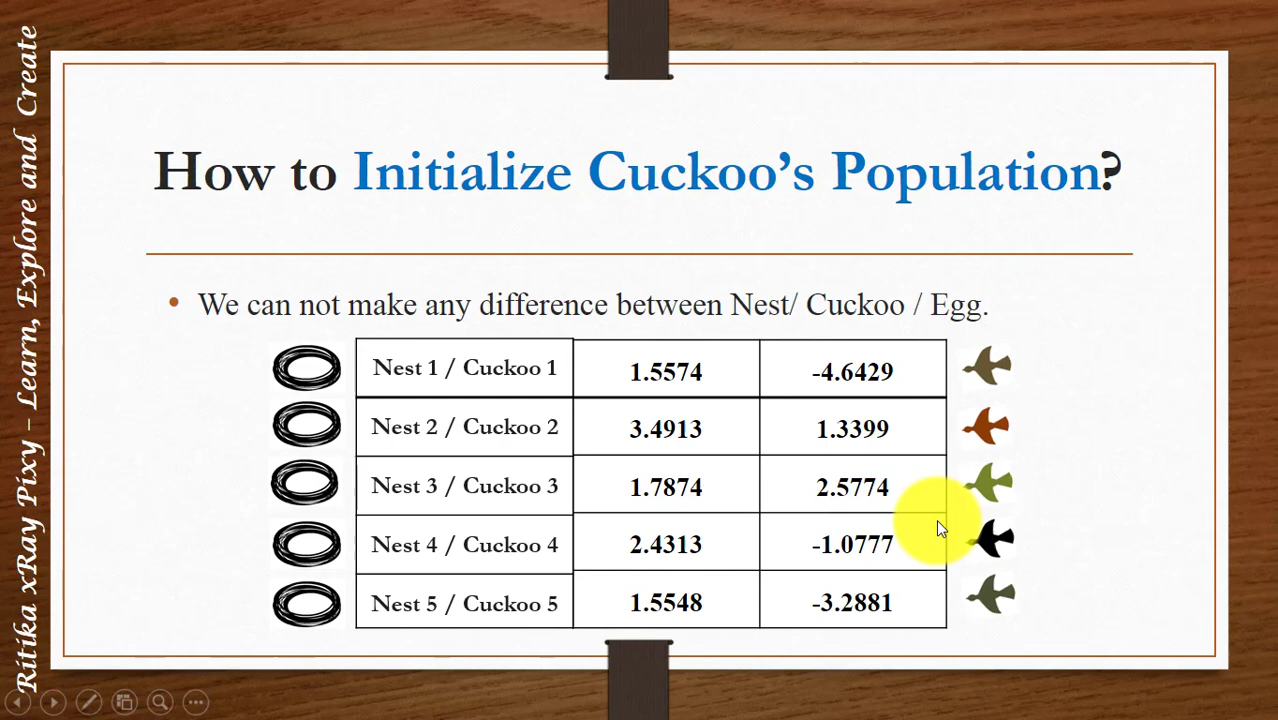 Ritika xRay Pixy – Learn, Explore and Create
How to Initialize Cuckoo's Population?
• We can not make any difference between Nest/ Cuckoo / Egg.
Nest 1 / Cuckoo 1 1.5574 -4.6429
Nest 2 / Cuckoo 2 3.4913 1.3399
Nest 3 / Cuckoo 3 1.7874 2.5774
Nest 4 / Cuckoo 4 2.4313 -1.0777
Nest 5 / Cuckoo 5 1.5548 -3.2881